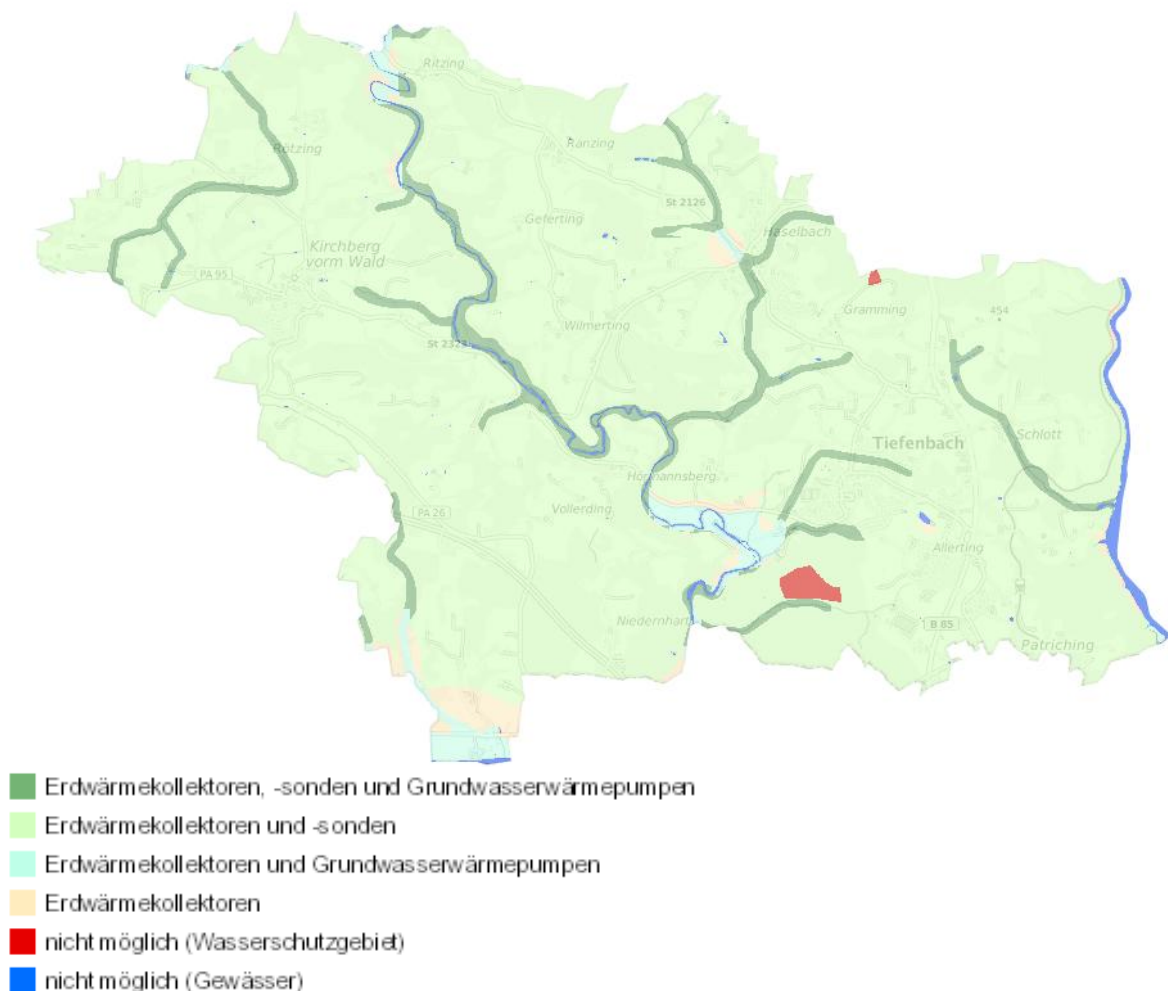 Ritzing
Rötzing
Ranzing
St 2126
Geferting
Haselbach
Kirchberg
vorm Wald
PA 95
Gramming
454
Wilmerting
St 2323
Tiefenbach
Schlott
Hörmannsberg
Vollerding
PA 26
Allerting
Niedernhart
B 85
Patriching
Erdwärmekollektoren, -sonden und Grundwasserwärmepumpen
Erdwärmekollektoren und -sonden
Erdwärmekollektoren und Grundwasserwärmepumpen
Erdwärmekollektoren
nicht möglich (Wasserschutzgebiet)
nicht möglich (Gewässer)